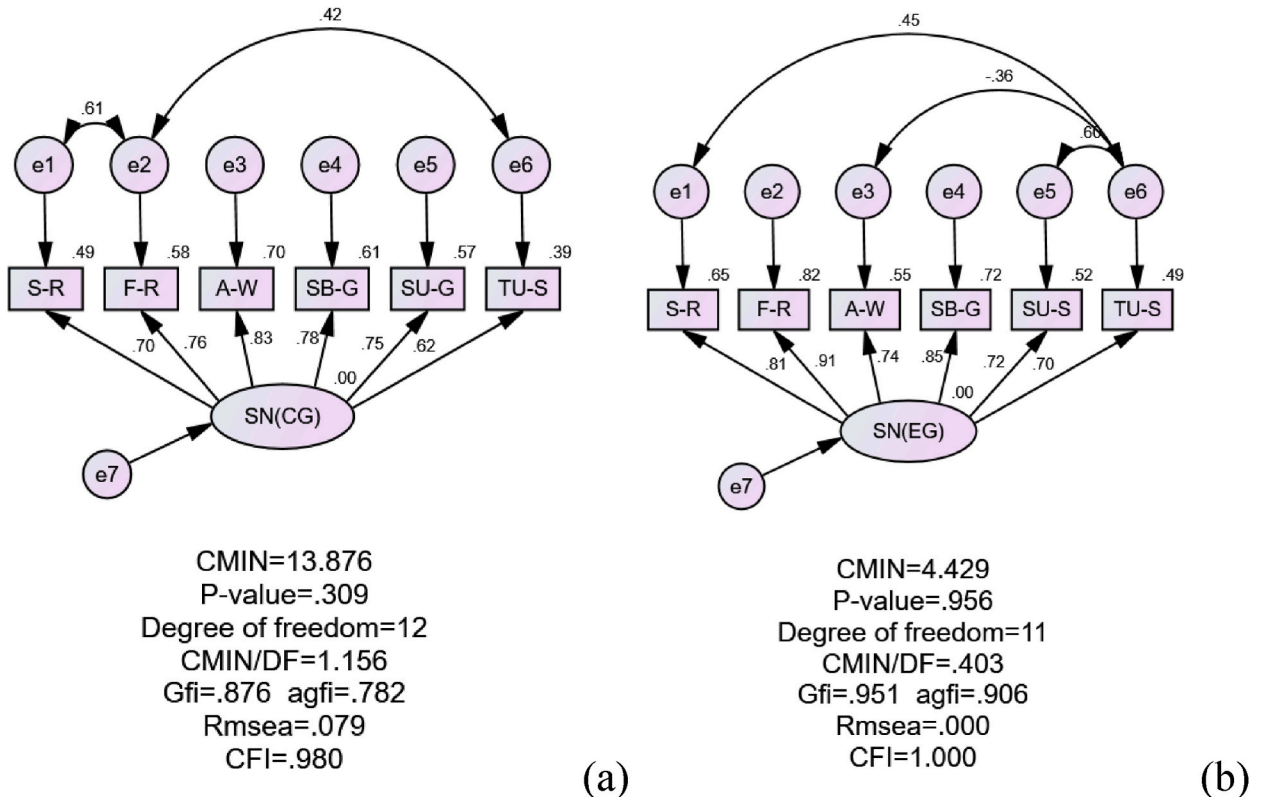 .42
.61
e1 e2 e3 e4 e5 e6
.49 .58 .70 .61 .57 .39
S-R F-R A-W SB-G SU-G TU-S
.70 .76 .83 .78 .75 .62
.00
SN(CG)
e7
CMIN=13.876
P-value=.309
Degree of freedom=12
CMIN/DF=1.156
Gfi=.876 agfi=.782
Rmsea=.079
CFI=.980
(a)
.45
-.36
.60
e1 e2 e3 e4 e5 e6
.65 .82 .55 .72 .52 .49
S-R F-R A-W SB-G SU-S TU-S
.81 .91 .74 .85 .72 .70
.00
SN(EG)
e7
CMIN=4.429
P-value=.956
Degree of freedom=11
CMIN/DF=.403
Gfi=.951 agfi=.906
Rmsea=.000
CFI=1.000
(b)